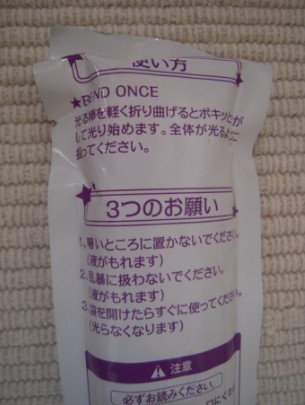 使い方
★BEND ONCE
光る棒を軽く折り曲げるとポキッと
して光り始めます。全体が光る
ってください。
3つのお願い
1.暑いところに置かないでください。
(液がもれます)
2.乱暴に扱わないでください。
(液がもれます)
3.袋を開けたらすぐに使ってください。
(光らなくなります)
⚠ 注意
必ずお読みください